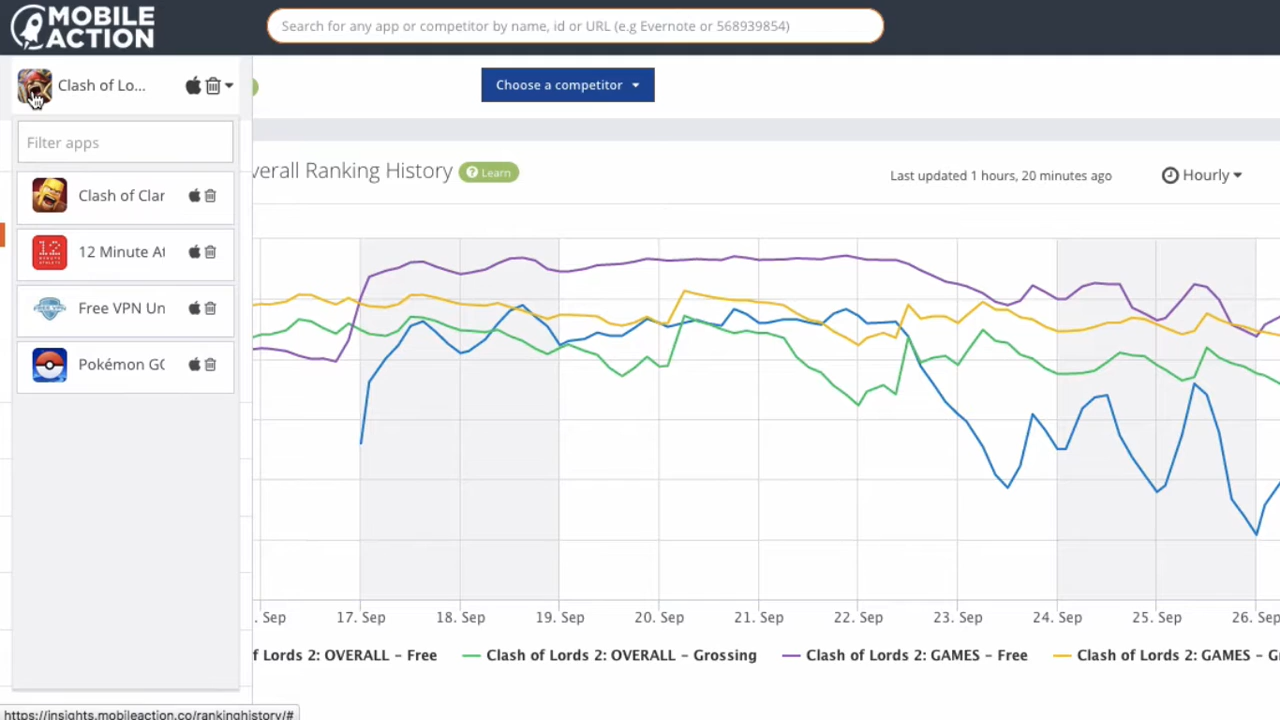 MOBILE
ACTION
Search for any app or competitor by name, id or URL (e.g Evernote or 568939854)
Clash of Lo...
Choose a competitor
Filter apps
Clash of Clar
12 Minute At
Free VPN Un
Pokémon GO
verall Ranking History
Learn
Last updated 1 hours, 20 minutes ago
Hourly
. Sep
17. Sep
18. Sep
19. Sep
20. Sep
21. Sep
22. Sep
23. Sep
24. Sep
25. Sep
26. Sep
f Lords 2: OVERALL – Free
Clash of Lords 2: OVERALL – Grossing
Clash of Lords 2: GAMES – Free
Clash of Lords 2: GAMES – G
https://insights.mobileaction.co/rankinghistory/#